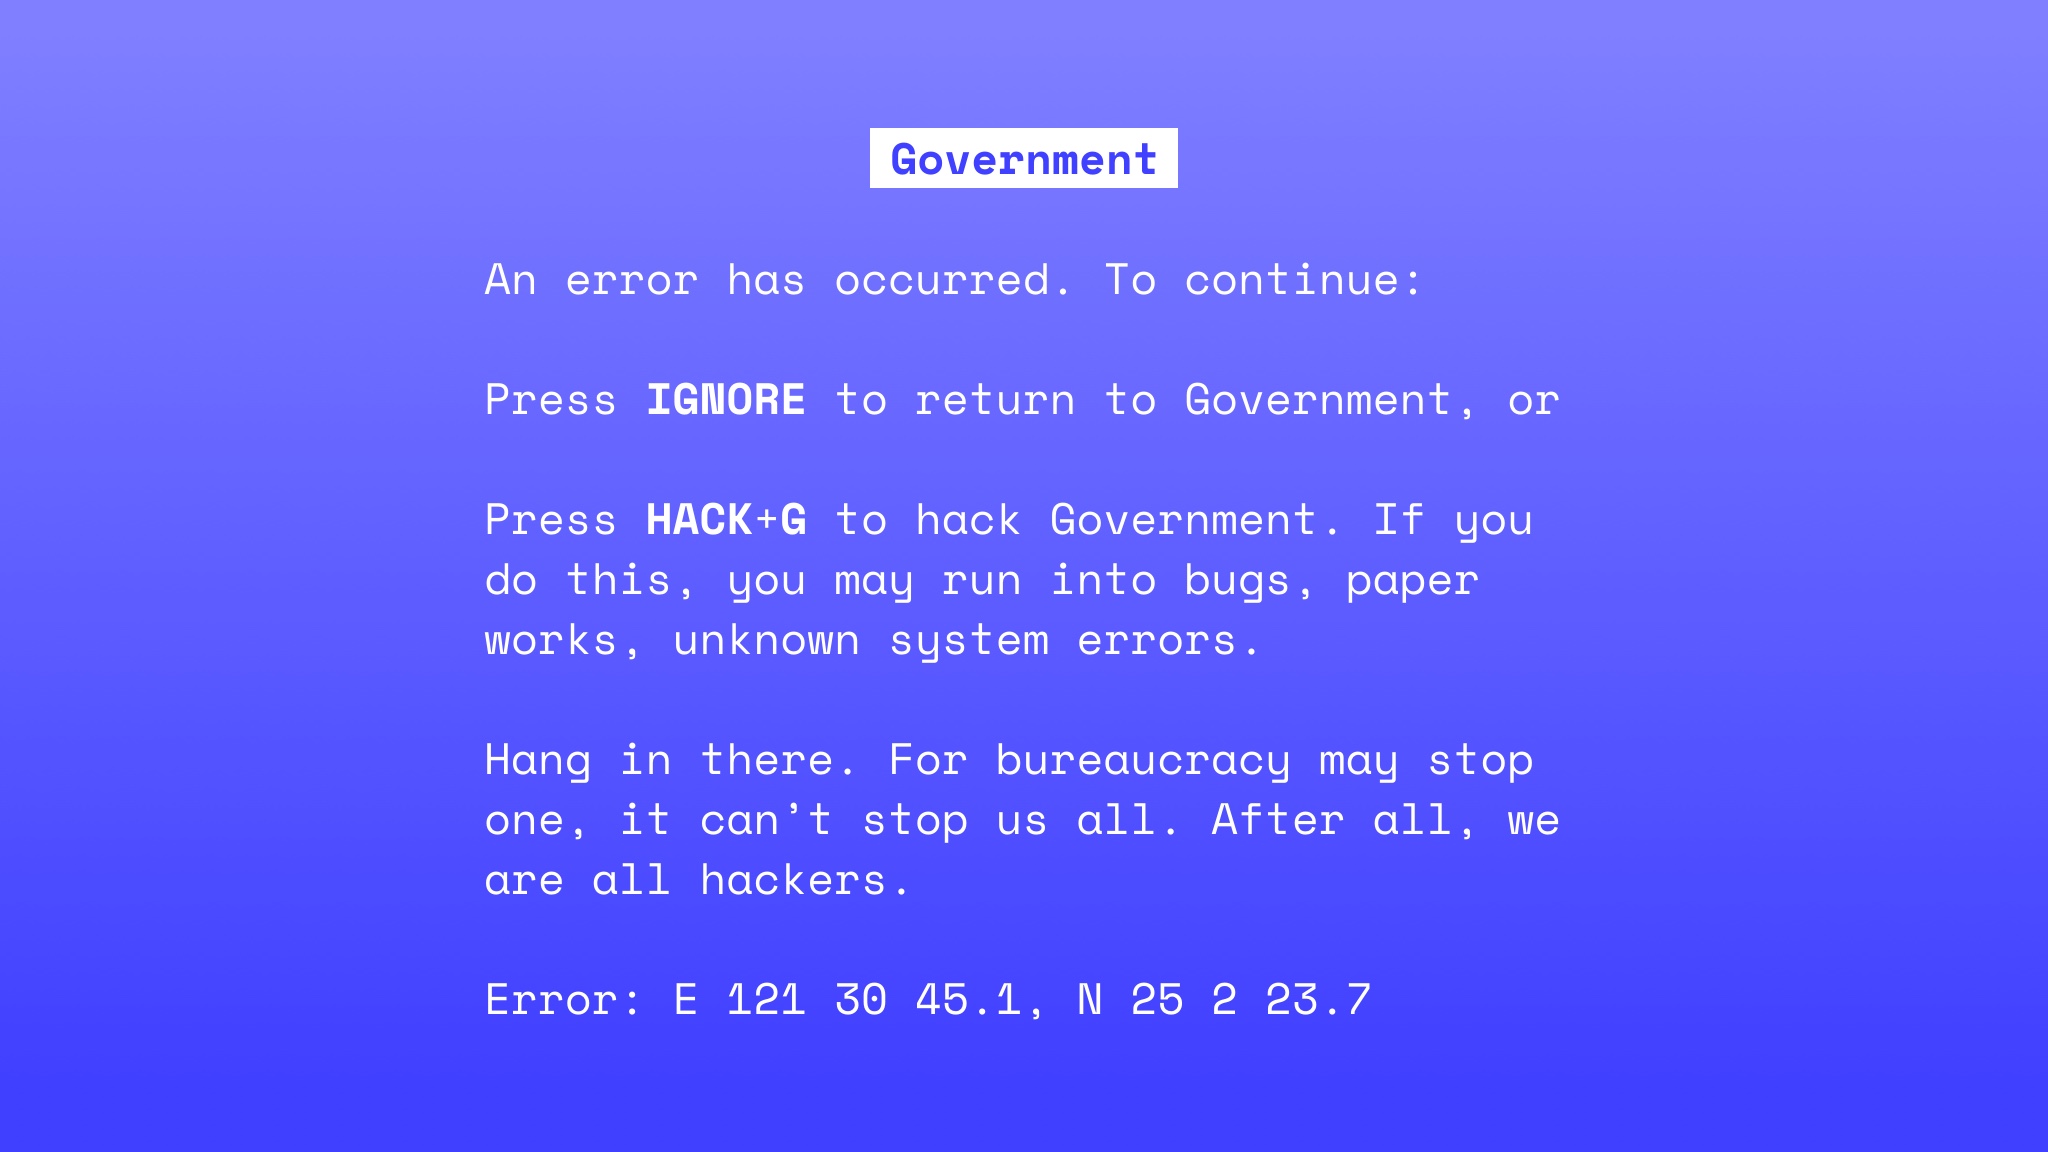 Government
An error has occurred. To continue:
Press IGNORE to return to Government, or
Press HACK+G to hack Government. If you
do this, you may run into bugs, paper
works, unknown system errors.
Hang in there. For bureaucracy may stop
one, it can’t stop us all. After all, we
are all hackers.
Error: E 121 30 45.1, N 25 2 23.7